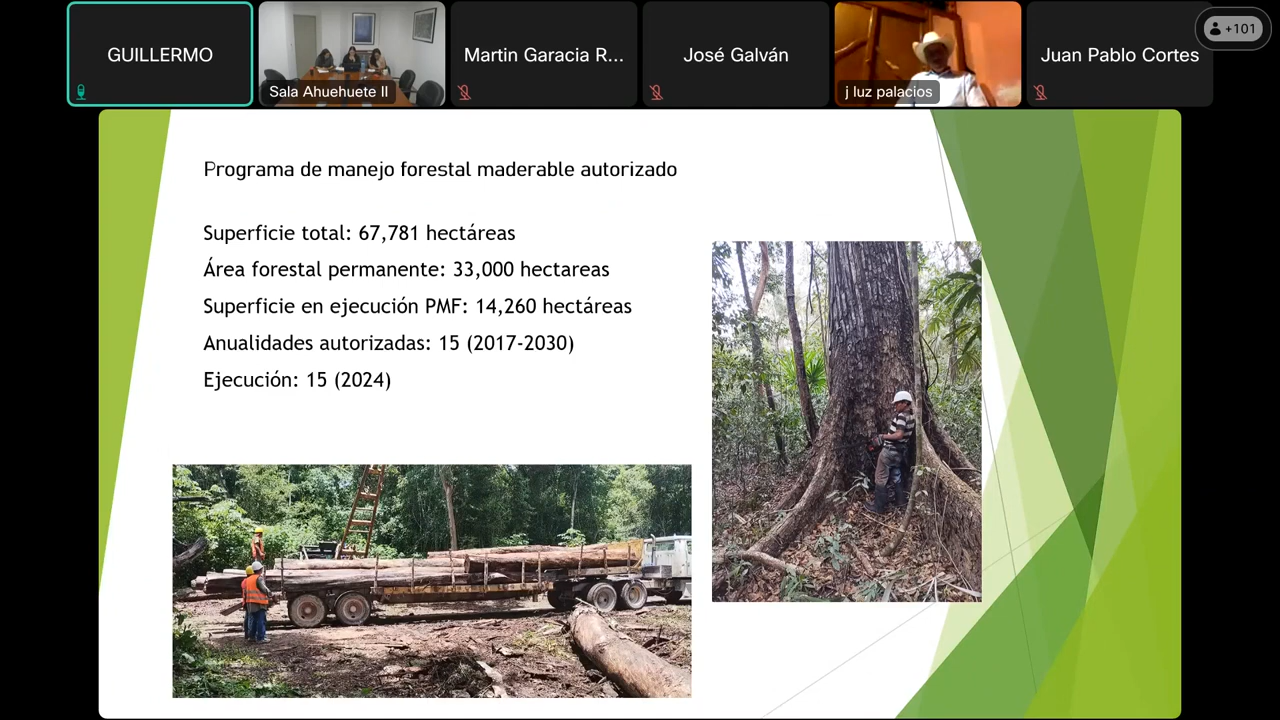 GUILLERMO
Sala Ahuehuete II
Martin Garacia R...
José Galván
j luz palacios
Juan Pablo Cortes
+101
Programa de manejo forestal maderable autorizado
Superficie total: 67,781 hectáreas
Área forestal permanente: 33,000 hectareas
Superficie en ejecución PMF: 14,260 hectáreas
Anualidades autorizadas: 15 (2017-2030)
Ejecución: 15 (2024)